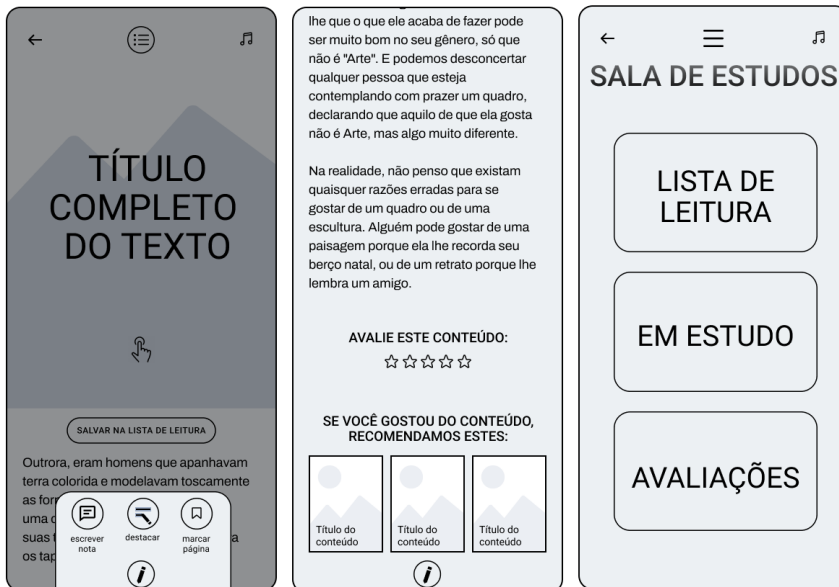 TÍTULO
COMPLETO
DO TEXTO
SALVAR NA LISTA DE LEITURA
Outrora, eram homens que apanhavam
terra colorida e modelavam toscamente
as for
uma c
suas t
a
os tap
escrever
nota
destacar
marcar
página
lhe que o que ele acaba de fazer pode
ser muito bom no seu gênero, só que
não é "Arte". E podemos desconcertar
qualquer pessoa que esteja
contemplando com prazer um quadro,
declarando que aquilo de que ela gosta
não é Arte, mas algo muito diferente.
Na realidade, não penso que existam
quaisquer razões erradas para se
gostar de um quadro ou de uma
escultura. Alguém pode gostar de uma
paisagem porque ela lhe recorda seu
berço natal, ou de um retrato porque lhe
lembra um amigo.
AVALIE ESTE CONTEÚDO:
SE VOCÊ GOSTOU DO CONTEÚDO,
RECOMENDAMOS ESTES:
Título do
conteúdo
Título do
conteúdo
Título do
conteúdo
SALA DE ESTUDOS
LISTA DE
LEITURA
EM ESTUDO
AVALIAÇÕES